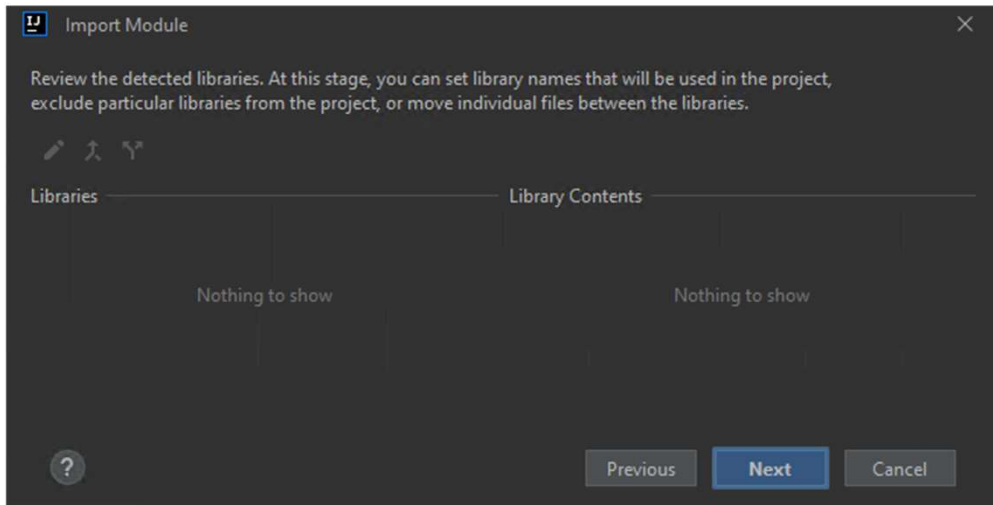 IJ
Import Module
Review the detected libraries. At this stage, you can set library names that will be used in the project,
exclude particular libraries from the project, or move individual files between the libraries.
Libraries
Library Contents
Nothing to show
Nothing to show
?
Previous
Next
Cancel